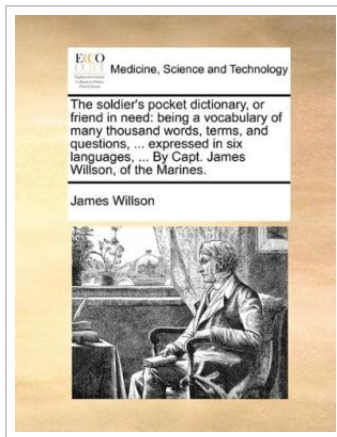 ECCO
Medicine, Science and Technology
The soldier's pocket dictionary, or
friend in need: being a vocabulary of
many thousand words, terms, and
questions, ... expressed in six
languages, ... By Capt. James
Willson, of the Marines.
James Willson